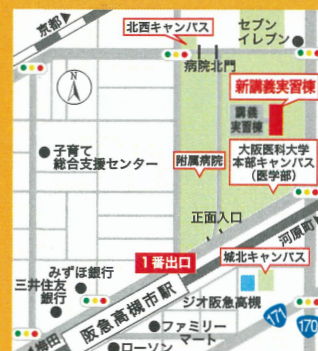 京都▶
北西キャンパス
セブン
イレブン
N
病院北門
新講義実習棟
講義
実習棟
子育て
総合支援センター
附属病院
大阪医科大学
本部キャンパス
(医学部)
正面入口
河原町▶
1番出口
城北キャンパス
みずほ銀行
三井住友
銀行
阪急高槻市駅
ジオ阪急高槻
梅田
ファミリー
マート
ローソン
171
170